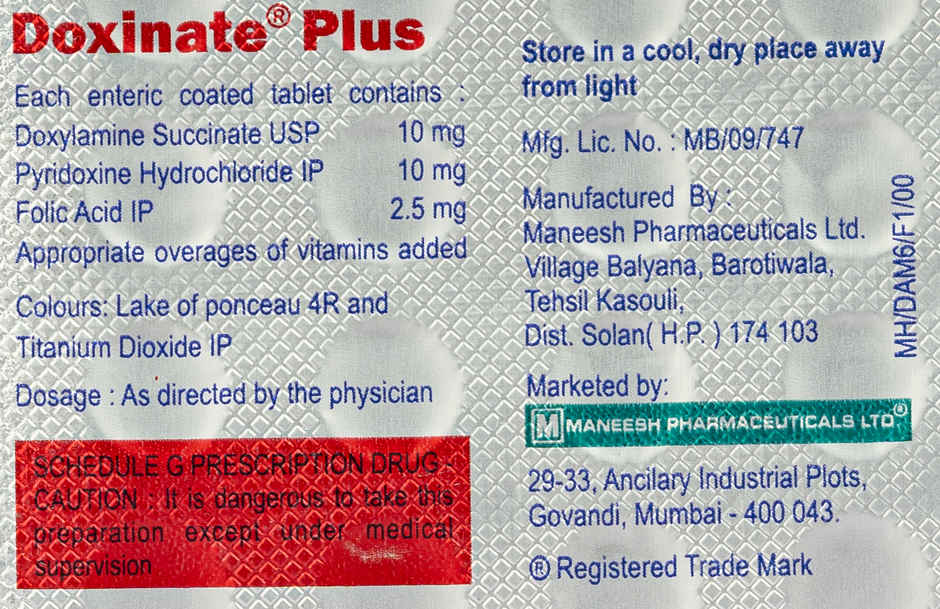 Doxinate® Plus
Each enteric coated tablet contains :
Doxylamine Succinate USP 10 mg
Pyridoxine Hydrochloride IP 10 mg
Folic Acid IP 2.5 mg
Appropriate overages of vitamins added
Colours: Lake of ponceau 4R and
Titanium Dioxide IP
Dosage : As directed by the physician
SCHEDULE G PRESCRIPTION DRUG -
CAUTION : It is dangerous to take this
preparation except under medical
supervision
Store in a cool, dry place away
from light
Mfg. Lic. No. : MB/09/747
Manufactured By :
Maneesh Pharmaceuticals Ltd.
Village Balyana, Barotiwala,
Tehsil Kasouli,
Dist. Solan( H.P. ) 174 103
Marketed by:
M MANEESH PHARMACEUTICALS LTD.®
29-33, Ancilary Industrial Plots,
Govandi, Mumbai - 400 043.
® Registered Trade Mark
MH/DAM6/F1/00